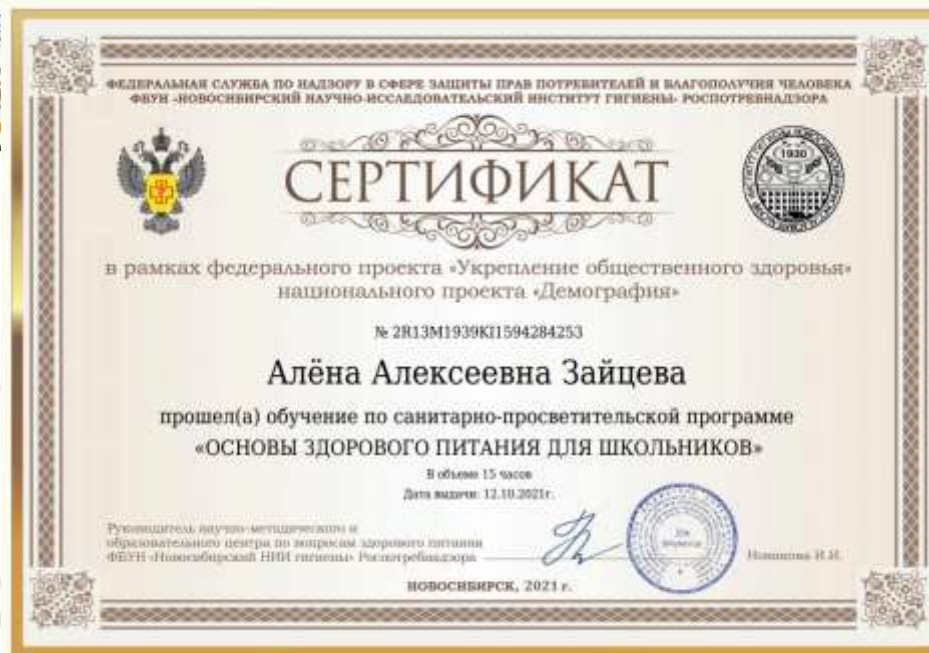 ФЕДЕРАЛЬНАЯ СЛУЖБА ПО НАДЗОРУ В СФЕРЕ ЗАЩИТЫ ПРАВ ПОТРЕБИТЕЛЕЙ И БЛАГОПОЛУЧИЯ ЧЕЛОВЕКА
ФБУН «НОВОСИБИРСКИЙ НАУЧНО-ИССЛЕДОВАТЕЛЬСКИЙ ИНСТИТУТ ГИГИЕНЫ» РОСПОТРЕБНАДЗОРА
1930
СЕРТИФИКАТ
в рамках федерального проекта «Укрепление общественного здоровья»
национального проекта «Демография»
№ 2R13M1939KI1594284253
Алёна Алексеевна Зайцева
прошел(а) обучение по санитарно-просветительской программе
«ОСНОВЫ ЗДОРОВОГО ПИТАНИЯ ДЛЯ ШКОЛЬНИКОВ»
В объеме 15 часов
Дата выдачи: 12.10.2021г.
Руководитель научно-методического и
образовательного центра по вопросам здорового питания
ФБУН «Новосибирский НИИ гигиены» Роспотребнадзора
Новикова И.И.
НОВОСИБИРСК, 2021 г.